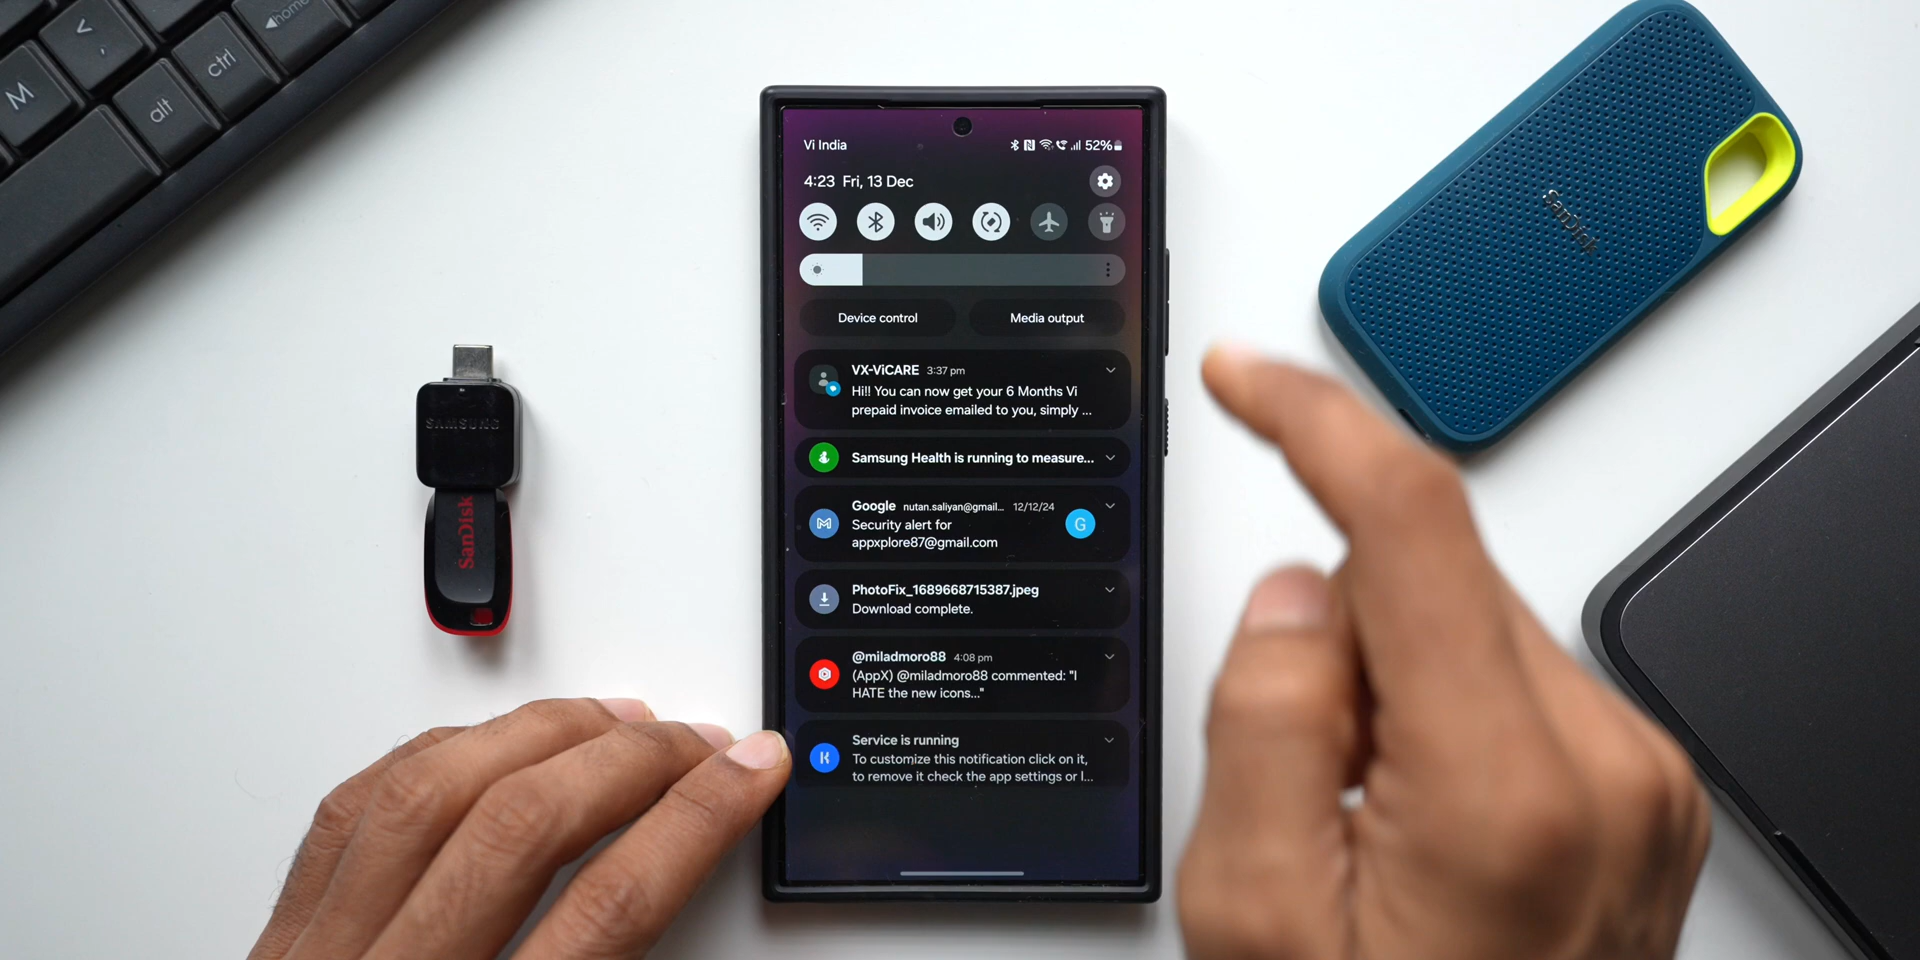 M
<
,
alt
ctrl
home
SAMSUNG
SanDisk
Vi India
52%
4:23 Fri, 13 Dec
Device control
Media output
VX-ViCARE 3:37 pm
Hi!! You can now get your 6 Months Vi
prepaid invoice emailed to you, simply ...
Samsung Health is running to measure...
Google nutan.saliyan@gmail... 12/12/24
Security alert for
appxplore87@gmail.com
G
PhotoFix_1689668715387.jpeg
Download complete.
@miladmoro88 4:08 pm
(AppX) @miladmoro88 commented: "I
HATE the new icons..."
Service is running
To customize this notification click on it,
to remove it check the app settings or l...
SanDisk